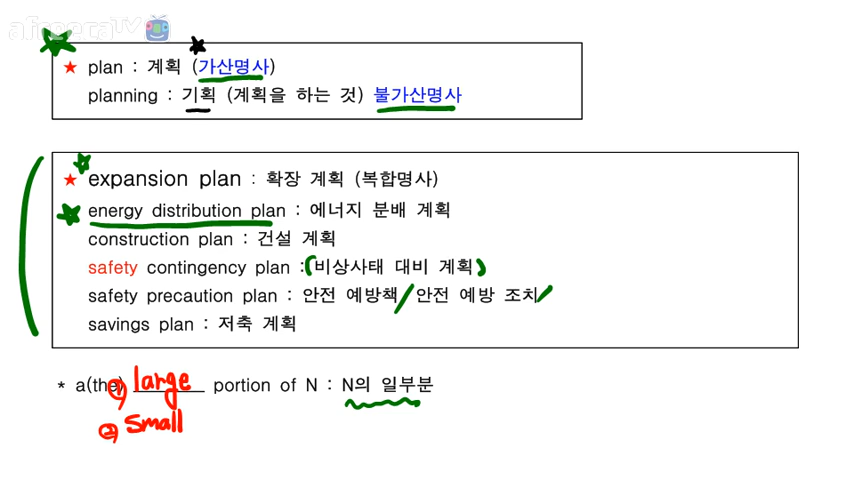 afreecaTV
★ plan : 계획 (가산명사)
planning : 기획 (계획을 하는 것) 불가산명사
★ expansion plan : 확장 계획 (복합명사)
energy distribution plan : 에너지 분배 계획
construction plan : 건설 계획
safety contingency plan : (비상사태 대비 계획)
safety precaution plan : 안전 예방책 / 안전 예방 조치
savings plan : 저축 계획
* a(the) ① large portion of N : N의 일부분
② small